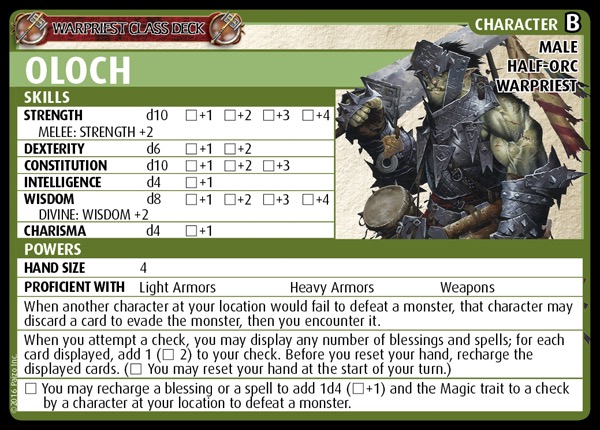 WARPRIEST CLASS DECK
CHARACTER B
OLOCH
MALE
HALF-ORC
WARPRIEST
SKILLS
STRENGTH d10 □+1 □+2 □+3 □+4
MELEE: STRENGTH +2
DEXTERITY d6 □+1 □+2
CONSTITUTION d10 □+1 □+2 □+3
INTELLIGENCE d4 □+1
WISDOM d8 □+1 □+2 □+3 □+4
DIVINE: WISDOM +2
CHARISMA d4 □+1
POWERS
HAND SIZE 4
PROFICIENT WITH Light Armors Heavy Armors Weapons
When another character at your location would fail to defeat a monster, that character may
discard a card to evade the monster, then you encounter it.
When you attempt a check, you may display any number of blessings and spells; for each
card displayed, add 1 (□ 2) to your check. Before you reset your hand, recharge the
displayed cards. (□ You may reset your hand at the start of your turn.)
□ You may recharge a blessing or a spell to add 1d4 (□+1) and the Magic trait to a check
by a character at your location to defeat a monster.
©2016 Paizo Inc.